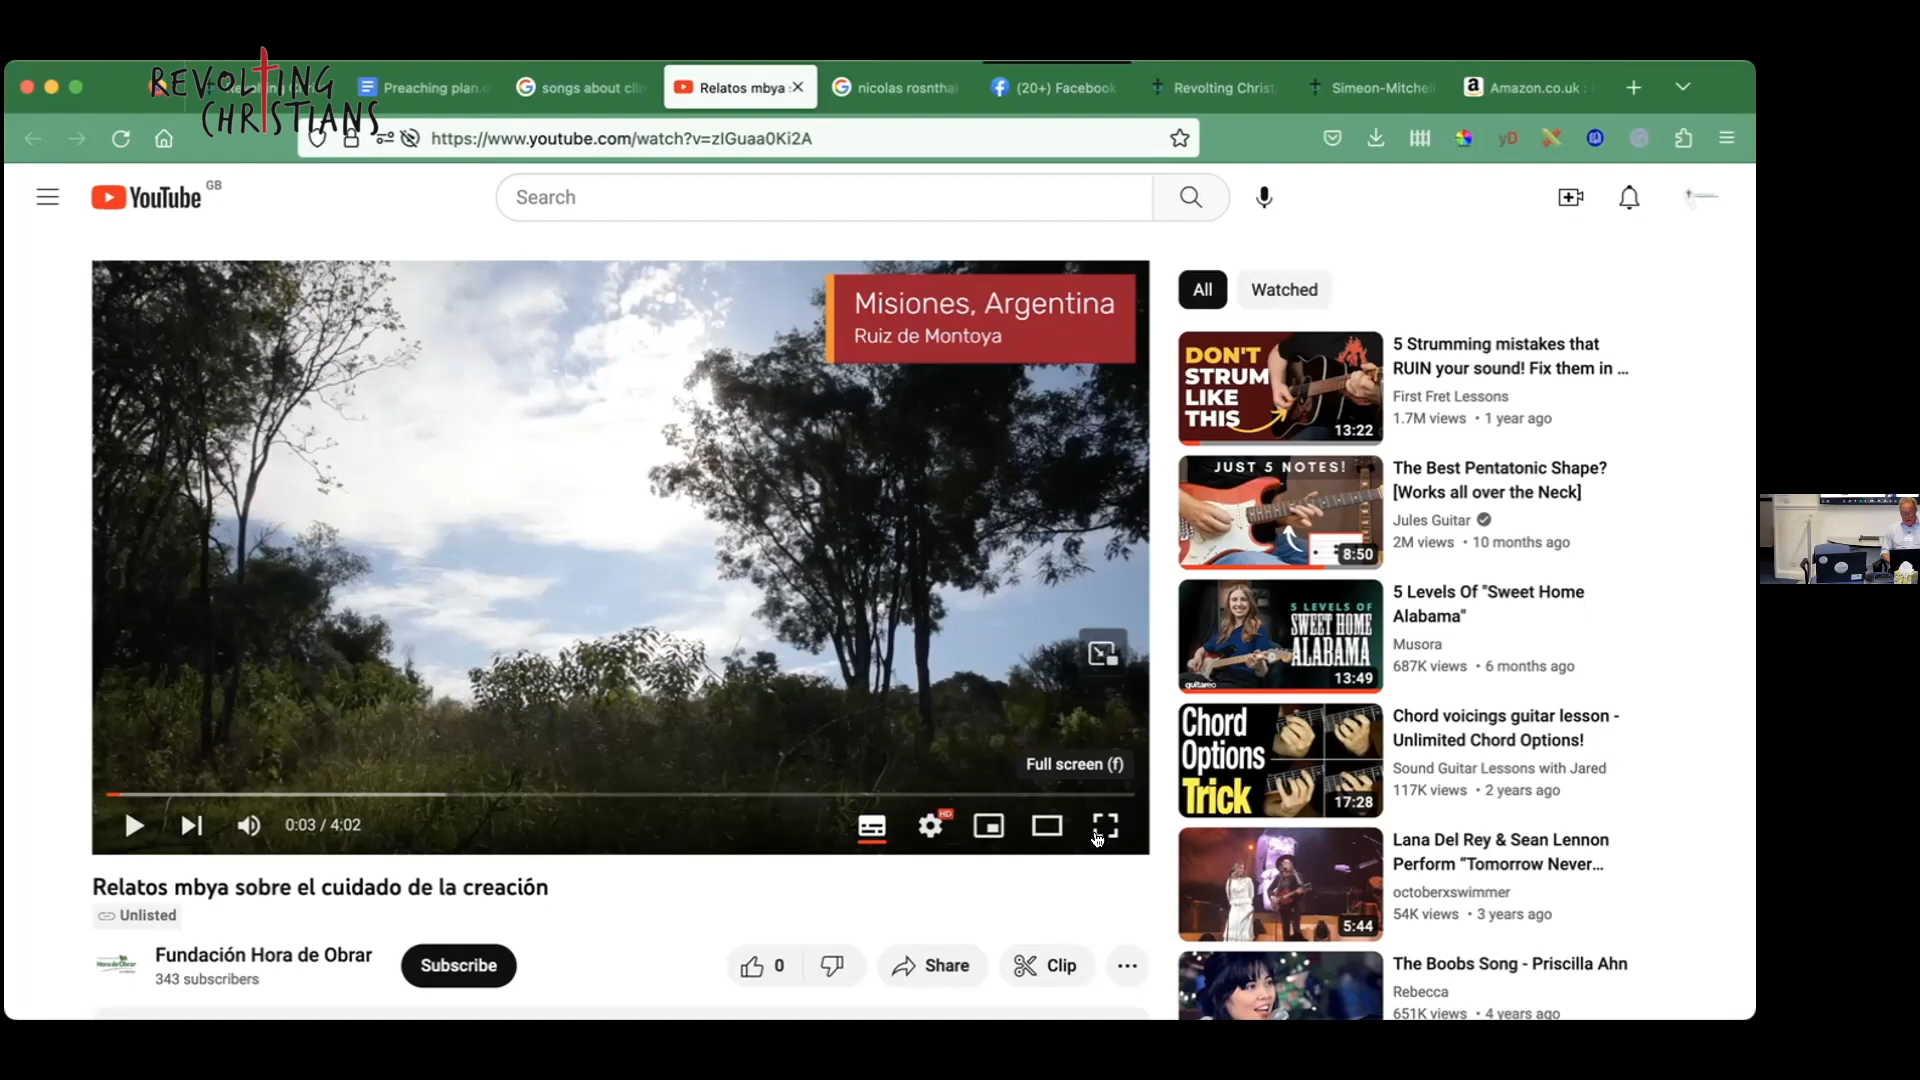 REVOLTING
CHRISTIANS
Preaching plan.
songs about cli
Relatos mbya
nicolas rosntha
(20+) Facebook
Revolting Christ
Simeon-Mitchell
Amazon.co.uk :
https://www.youtube.com/watch?v=zIGuaa0Ki2A
YouTube GB
Search
Misiones, Argentina
Ruiz de Montoya
Full screen (f)
0:03 / 4:02
HD
Relatos mbya sobre el cuidado de la creación
Unlisted
Fundación Hora de Obrar
343 subscribers
Subscribe
0
Share
Clip
All
Watched
DON'T
STRUM
LIKE
THIS
13:22
5 Strumming mistakes that
RUIN your sound! Fix them in ...
First Fret Lessons
1.7M views • 1 year ago
JUST 5 NOTES!
8:50
The Best Pentatonic Shape?
[Works all over the Neck]
Jules Guitar
2M views • 10 months ago
5 LEVELS OF
SWEET HOME
ALABAMA
guitareo
13:49
5 Levels Of "Sweet Home
Alabama"
Musora
687K views • 6 months ago
Chord
Options
Trick
17:28
Chord voicings guitar lesson -
Unlimited Chord Options!
Sound Guitar Lessons with Jared
117K views • 2 years ago
5:44
Lana Del Rey & Sean Lennon
Perform “Tomorrow Never...
octoberxswimmer
54K views • 3 years ago
The Boobs Song - Priscilla Ahn
Rebecca
651K views • 4 years ago